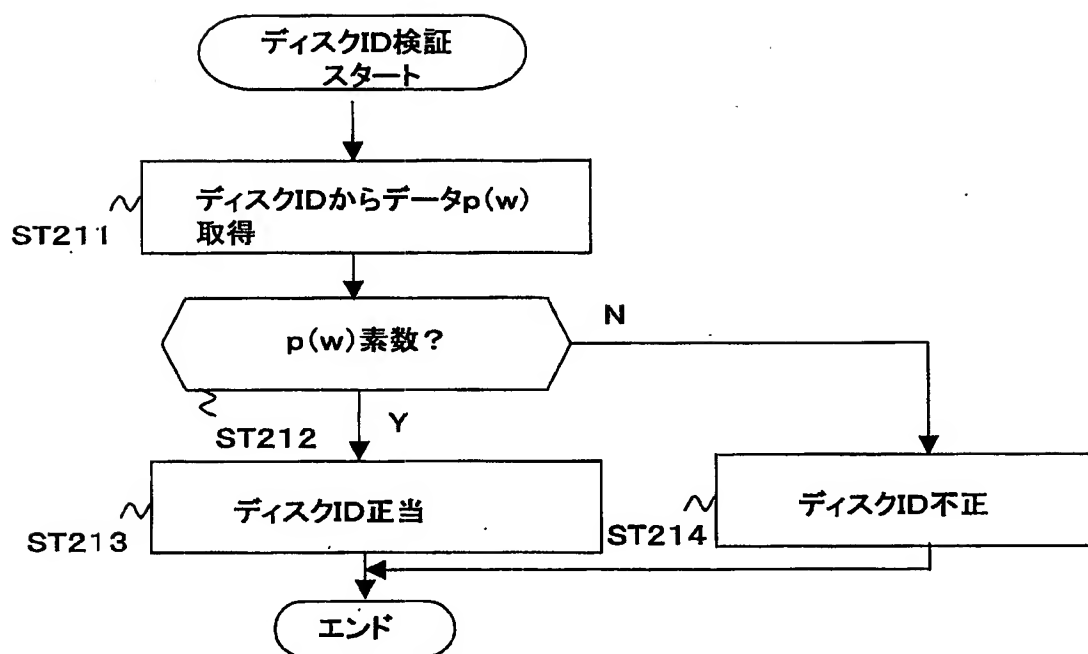 ディスクID検証
スタート
ディスクIDからデータp(w)
取得
ST211
p(w)素数?
N
ST212
Y
ディスクID正当
ST213
ディスクID不正
ST214
エンド